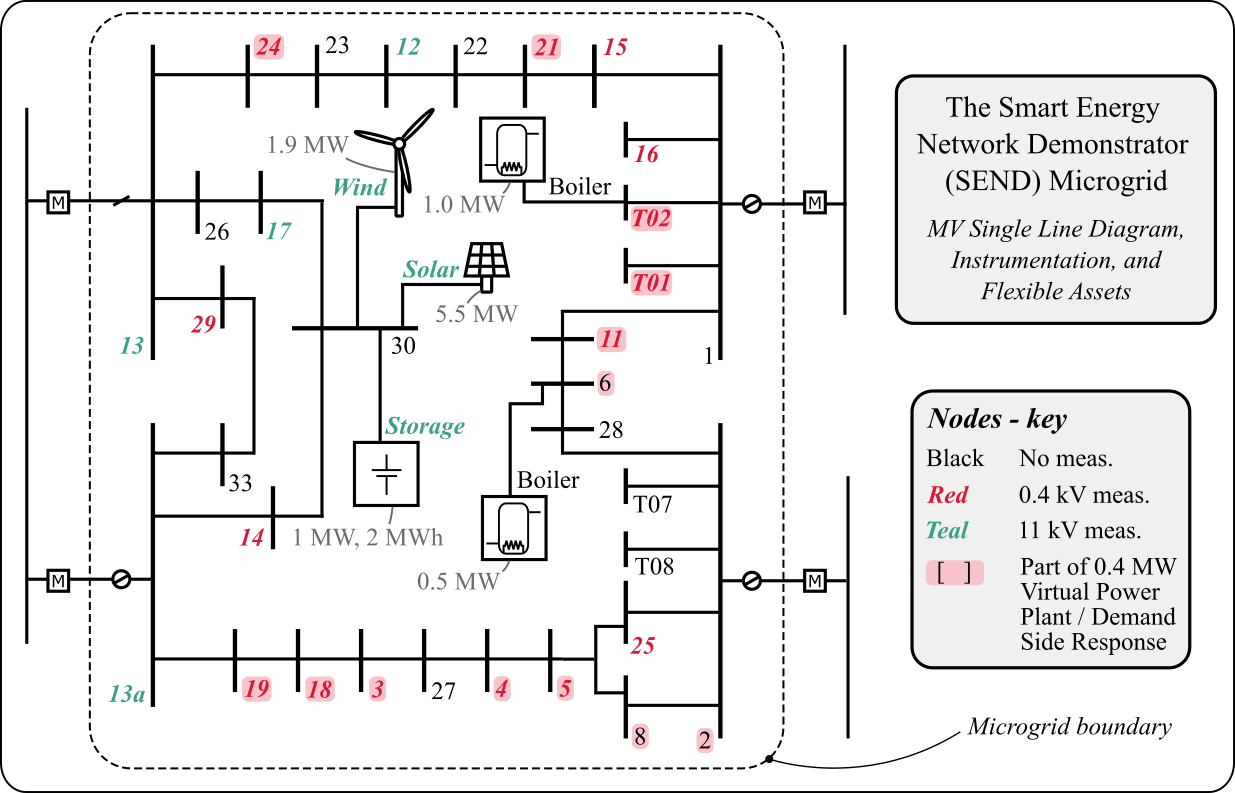 24
23
12
22
21
15
1.9 MW
Wind
1.0 MW
Boiler
16
T02
T01
26
17
Solar
5.5 MW
29
13
30
11
6
28
1
Storage
1 MW, 2 MWh
33
14
Boiler
0.5 MW
T07
T08
25
13a
19
18
3
27
4
5
8
2
M
M
M
M
The Smart Energy
Network Demonstrator
(SEND) Microgrid
MV Single Line Diagram,
Instrumentation, and
Flexible Assets
Nodes - key
Black No meas.
Red 0.4 kV meas.
Teal 11 kV meas.
[ ] Part of 0.4 MW
Virtual Power
Plant / Demand
Side Response
Microgrid boundary